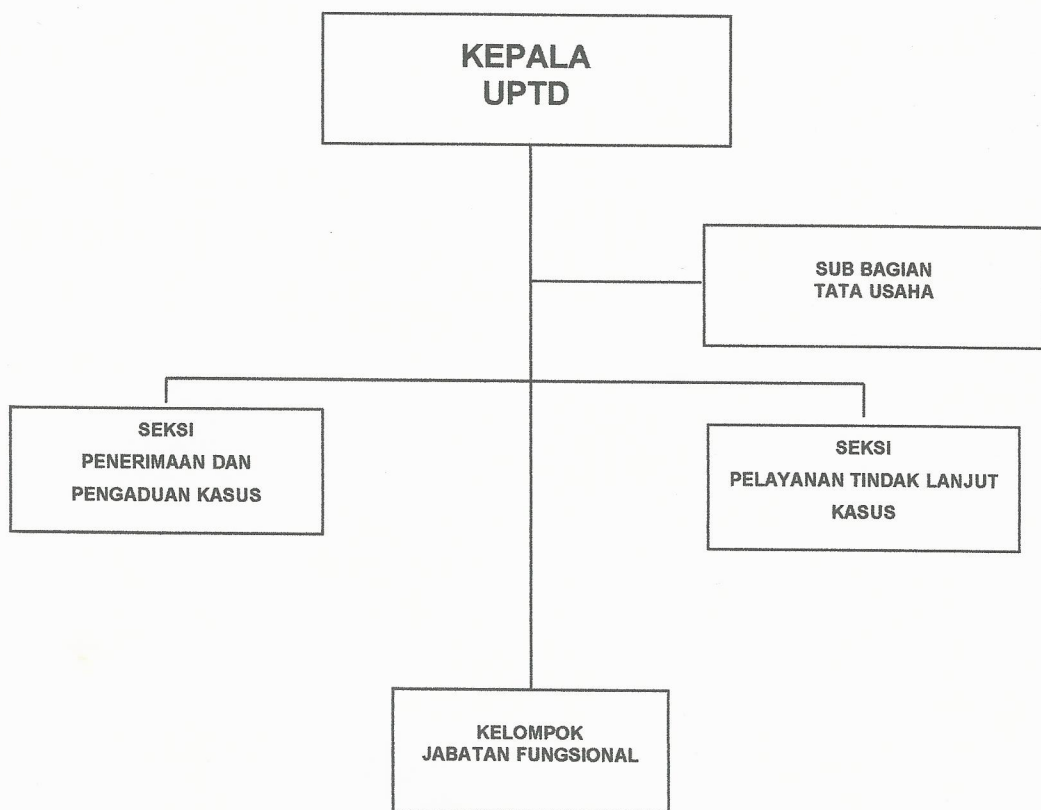 KEPALA
UPTD
SUB BAGIAN
TATA USAHA
SEKSI
PENERIMAAN DAN
PENGADUAN KASUS
SEKSI
PELAYANAN TINDAK LANJUT
KASUS
KELOMPOK
JABATAN FUNGSIONAL